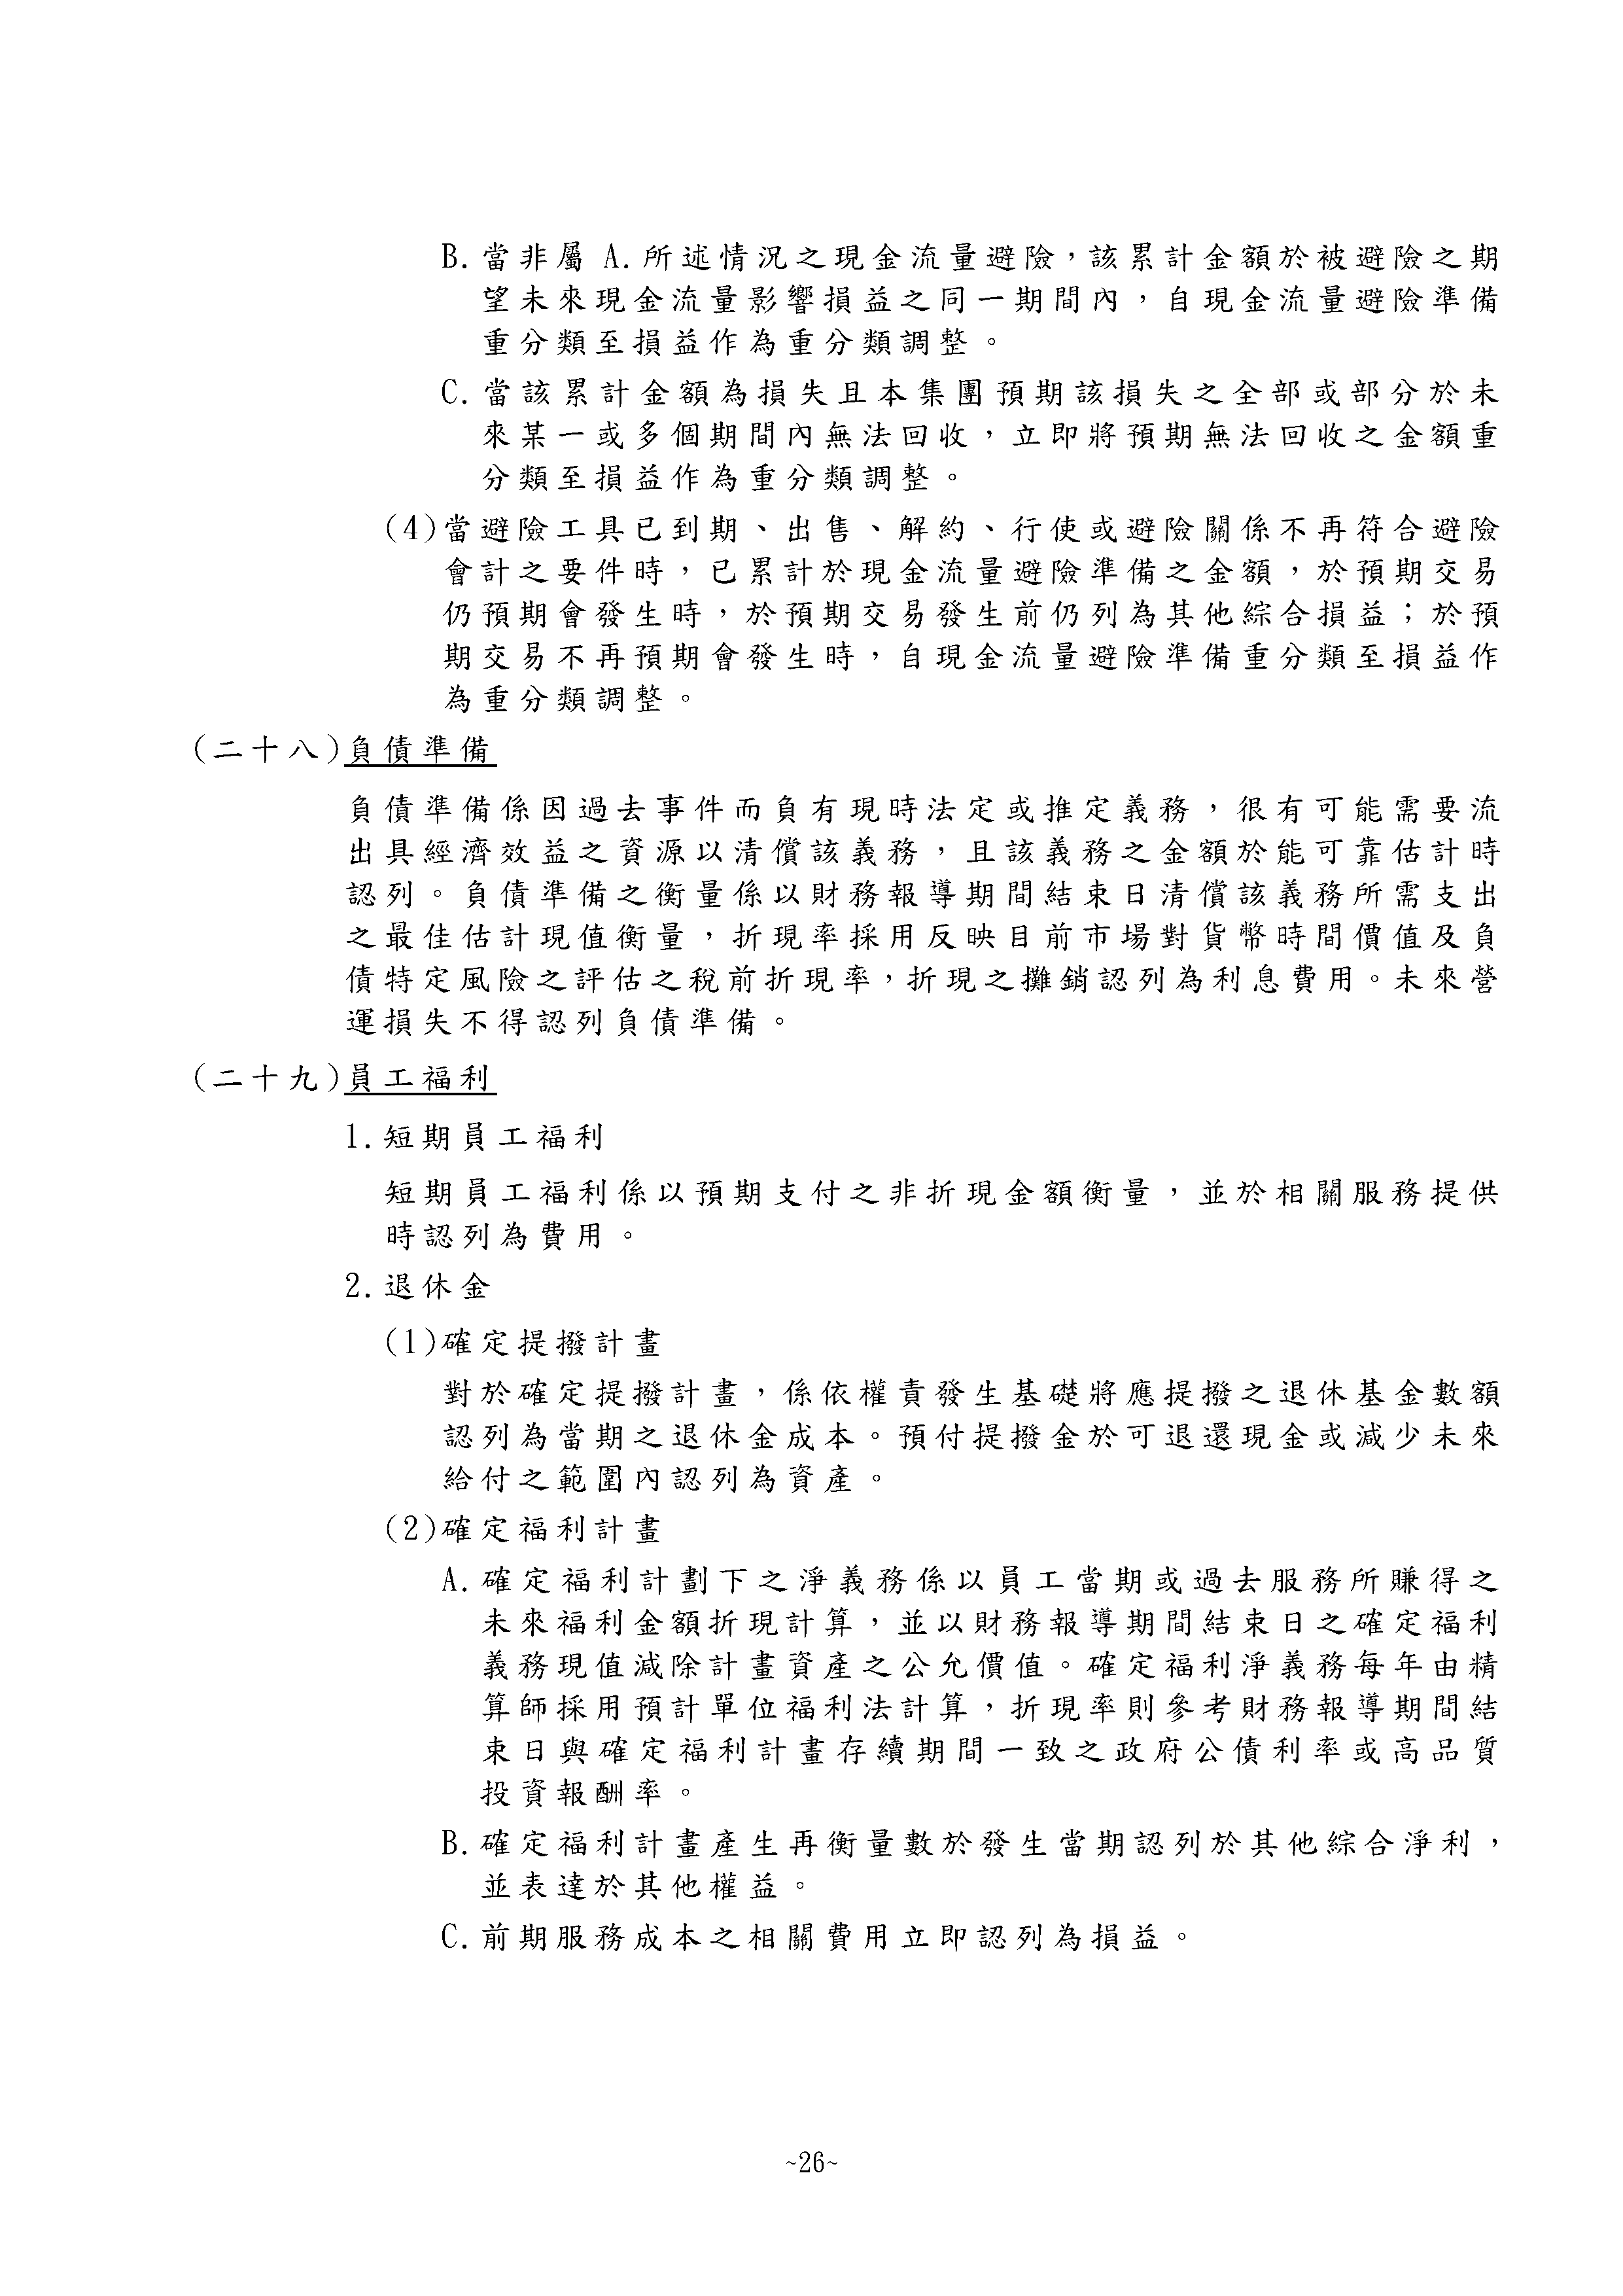 B.當非屬 A.所述情況之現金流量避險，該累計金額於被避險之期
望未來現金流量影響損益之同一期間內，自現金流量避險準備
重分類至損益作為重分類調整。
C.當該累計金額為損失且本集團預期該損失之全部或部分於未
來某一或多個期間內無法回收，立即將預期無法回收之金額重
分類至損益作為重分類調整。
(4)當避險工具已到期、出售、解約、行使或避險關係不再符合避險
會計之要件時，已累計於現金流量避險準備之金額，於預期交易
仍預期會發生時，於預期交易發生前仍列為其他綜合損益；於預
期交易不再預期會發生時，自現金流量避險準備重分類至損益作
為重分類調整。
(二十八)負債準備
負債準備係因過去事件而負有現時法定或推定義務，很有可能需要流
出具經濟效益之資源以清償該義務，且該義務之金額於能可靠估計時
認列。負債準備之衡量係以財務報導期間結束日清償該義務所需支出
之最佳估計現值衡量，折現率採用反映目前市場對貨幣時間價值及負
債特定風險之評估之稅前折現率，折現之攤銷認列為利息費用。未來營
運損失不得認列負債準備。
(二十九)員工福利
1.短期員工福利
短期員工福利係以預期支付之非折現金額衡量，並於相關服務提供
時認列為費用。
2.退休金
(1)確定提撥計畫
對於確定提撥計畫，係依權責發生基礎將應提撥之退休基金數額
認列為當期之退休金成本。預付提撥金於可退還現金或減少未來
給付之範圍內認列為資產。
(2)確定福利計畫
A.確定福利計劃下之淨義務係以員工當期或過去服務所賺得之
未來福利金額折現計算，並以財務報導期間結束日之確定福利
義務現值減除計畫資產之公允價值。確定福利淨義務每年由精
算師採用預計單位福利法計算，折現率則參考財務報導期間結
束日與確定福利計畫存續期間一致之政府公債利率或高品質
投資報酬率。
B.確定福利計畫產生再衡量數於發生當期認列於其他綜合淨利，
並表達於其他權益。
C.前期服務成本之相關費用立即認列為損益。
~26~